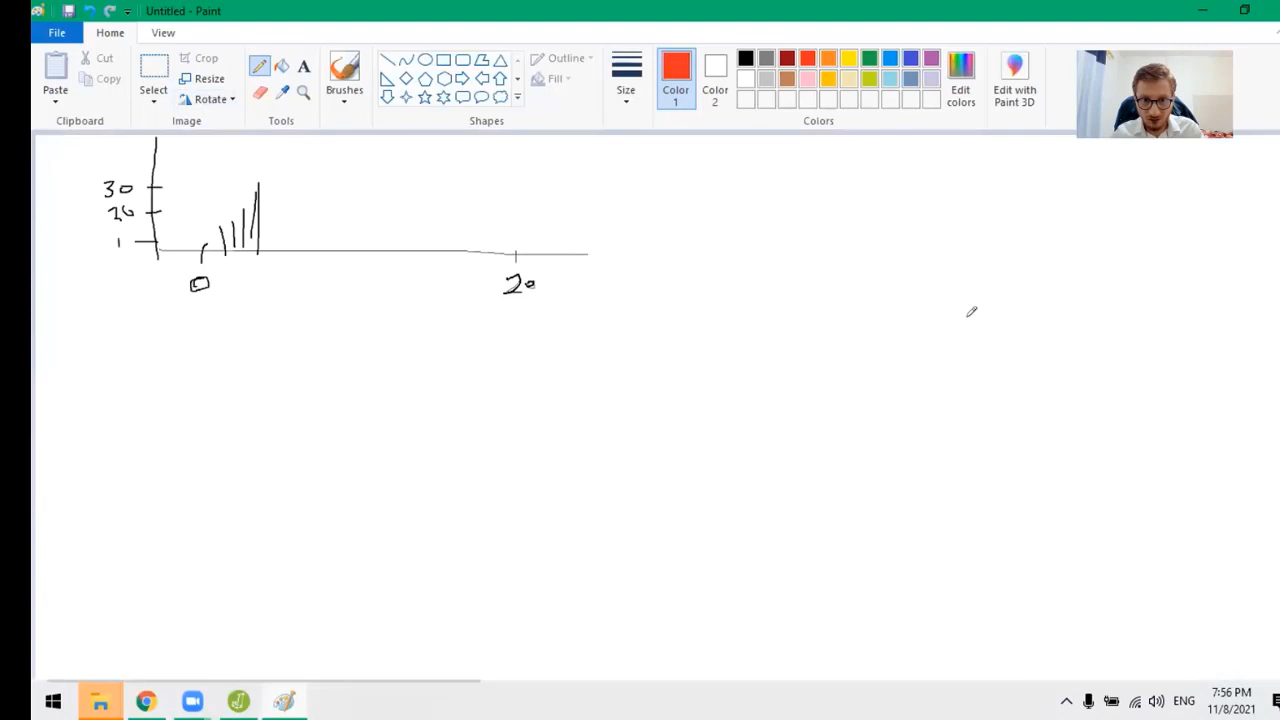 Untitled - Paint
File Home View
Paste
Cut
Copy
Clipboard
Select
Crop
Resize
Rotate
Image
Tools
Brushes
Shapes
Outline
Fill
Size
Color 1
Color 2
Edit colors
Edit with Paint 3D
Colors
30
20
1
0
20
ENG
7:56 PM
11/8/2021